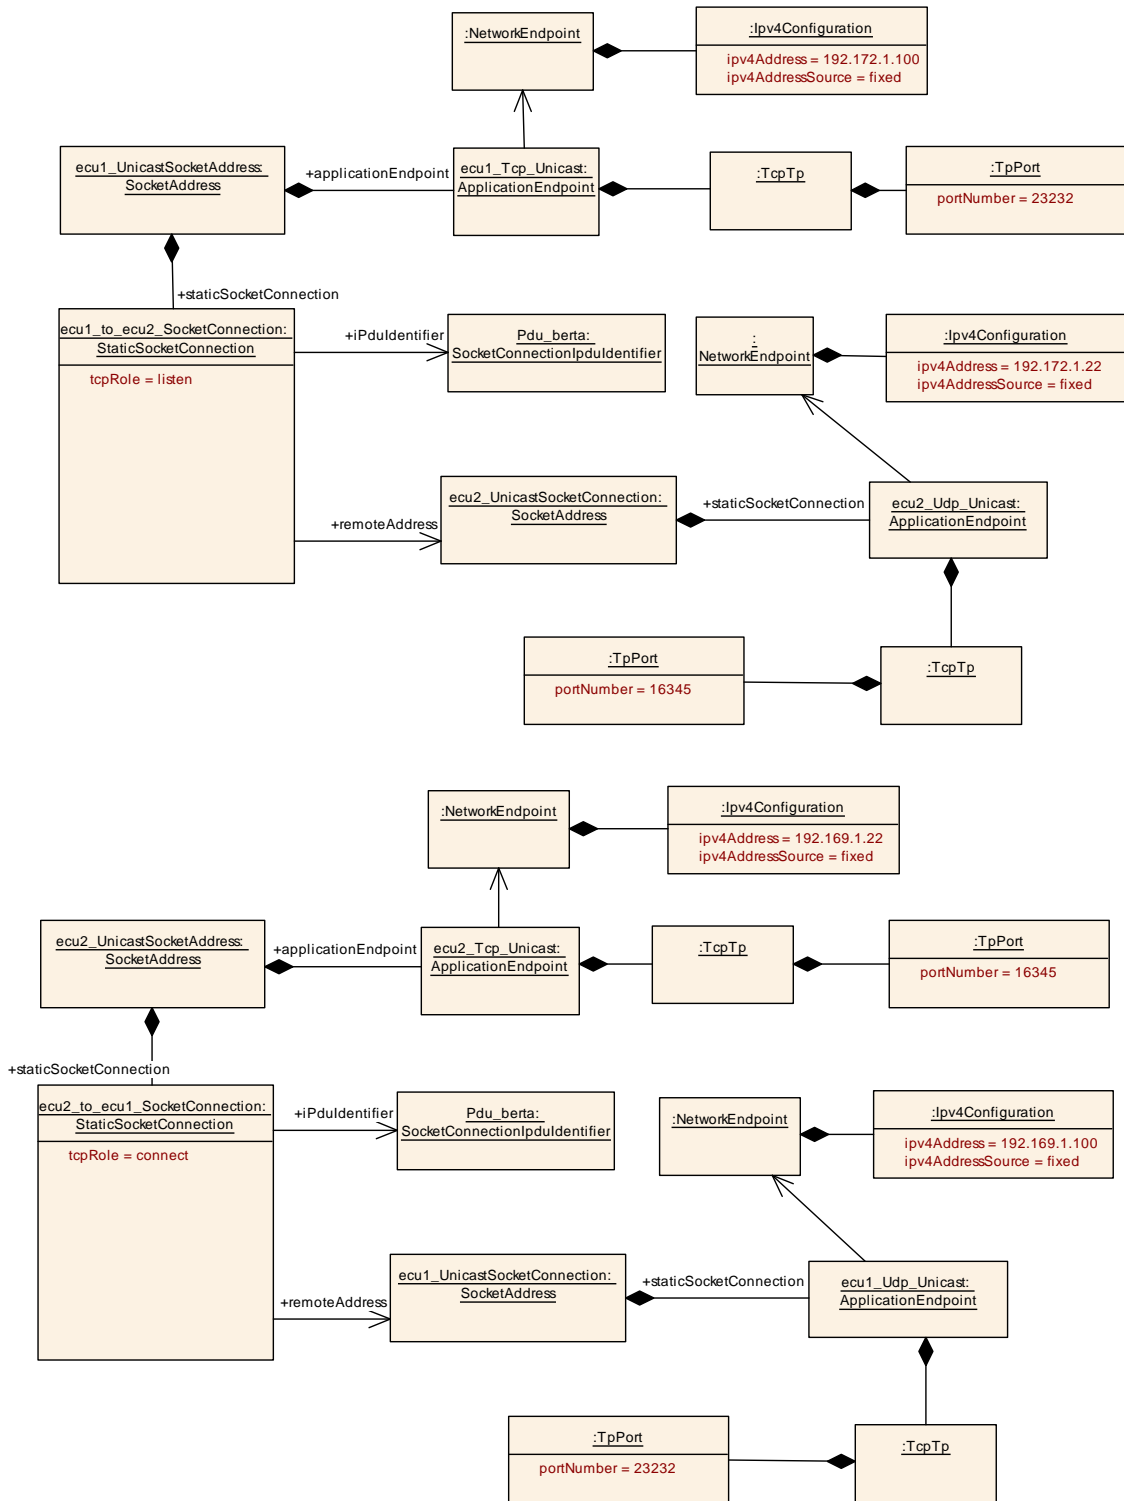 :NetworkEndpoint
:Ipv4Configuration
ipv4Address = 192.172.1.100
ipv4AddressSource = fixed
ecu1_UnicastSocketAddress:
SocketAddress
+applicationEndpoint
ecu1_Tcp_Unicast:
ApplicationEndpoint
:TcpTp
:TpPort
portNumber = 23232
+staticSocketConnection
ecu1_to_ecu2_SocketConnection:
StaticSocketConnection
tcpRole = listen
+iPduIdentifier
Pdu_berta:
SocketConnectionIpduIdentifier
:
NetworkEndpoint
:Ipv4Configuration
ipv4Address = 192.172.1.22
ipv4AddressSource = fixed
+remoteAddress
ecu2_UnicastSocketConnection:
SocketAddress
+staticSocketConnection
ecu2_Udp_Unicast:
ApplicationEndpoint
:TpPort
portNumber = 16345
:TcpTp
:NetworkEndpoint
:Ipv4Configuration
ipv4Address = 192.169.1.22
ipv4AddressSource = fixed
ecu2_UnicastSocketAddress:
SocketAddress
+applicationEndpoint
ecu2_Tcp_Unicast:
ApplicationEndpoint
:TcpTp
:TpPort
portNumber = 16345
+staticSocketConnection
ecu2_to_ecu1_SocketConnection:
StaticSocketConnection
tcpRole = connect
+iPduIdentifier
Pdu_berta:
SocketConnectionIpduIdentifier
:NetworkEndpoint
:Ipv4Configuration
ipv4Address = 192.169.1.100
ipv4AddressSource = fixed
+remoteAddress
ecu1_UnicastSocketConnection:
SocketAddress
+staticSocketConnection
ecu1_Udp_Unicast:
ApplicationEndpoint
:TpPort
portNumber = 23232
:TcpTp